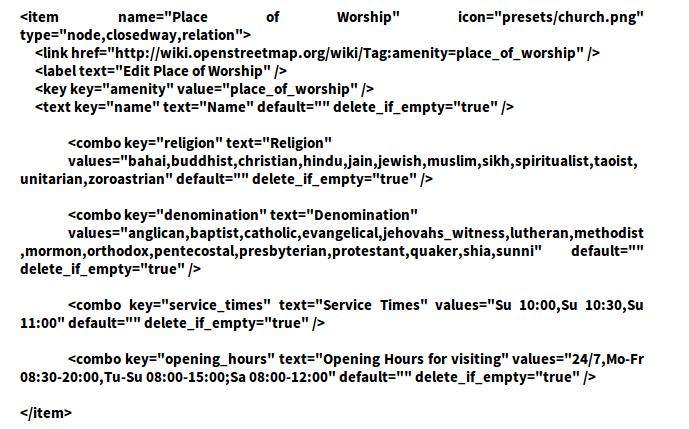 <item name="Place of Worship" icon="presets/church.png"
type="node,closedway,relation">
<link href="http://wiki.openstreetmap.org/wiki/Tag:amenity=place_of_worship" />
<label text="Edit Place of Worship" />
<key key="amenity" value="place_of_worship" />
<text key="name" text="Name" default="" delete_if_empty="true" />
<combo key="religion" text="Religion"
values="bahai,buddhist,christian,hindu,jain,jewish,muslim,sikh,spiritualist,taoist,
unitarian,zoroastrian" default="" delete_if_empty="true" />
<combo key="denomination" text="Denomination"
values="anglican,baptist,catholic,evangelical,jehovahs_witness,lutheran,methodist
,mormon,orthodox,pentecostal,presbyterian,protestant,quaker,shia,sunni" default=""
delete_if_empty="true" />
<combo key="service_times" text="Service Times" values="Su 10:00,Su 10:30,Su
11:00" default="" delete_if_empty="true" />
<combo key="opening_hours" text="Opening Hours for visiting" values="24/7,Mo-Fr
08:30-20:00,Tu-Su 08:00-15:00;Sa 08:00-12:00" default="" delete_if_empty="true" />
</item>